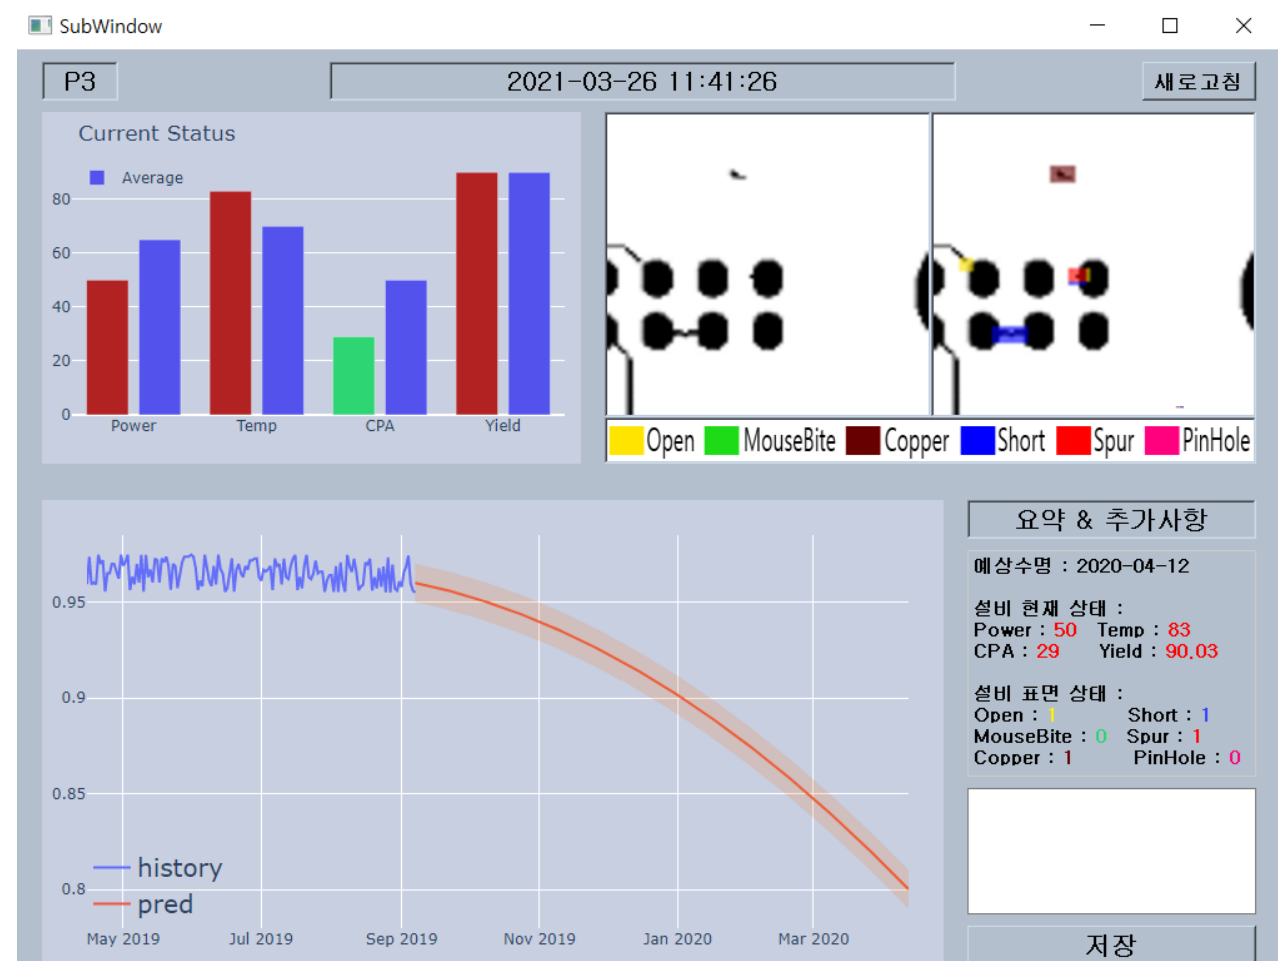 SubWindow
P3
2021-03-26 11:41:26
새로고침
Current Status
Average
80
60
40
20
0
Power Temp CPA Yield
Open MouseBite Copper Short Spur PinHole
0.95
0.9
0.85
0.8
history
pred
May 2019 Jul 2019 Sep 2019 Nov 2019 Jan 2020 Mar 2020
요약 & 추가사항
예상수명 : 2020-04-12
설비 현재 상태 :
Power : 50 Temp : 83
CPA : 29 Yield : 90.03
설비 표면 상태 :
Open : 1 Short : 1
MouseBite : 0 Spur : 1
Copper : 1 PinHole : 0
저장